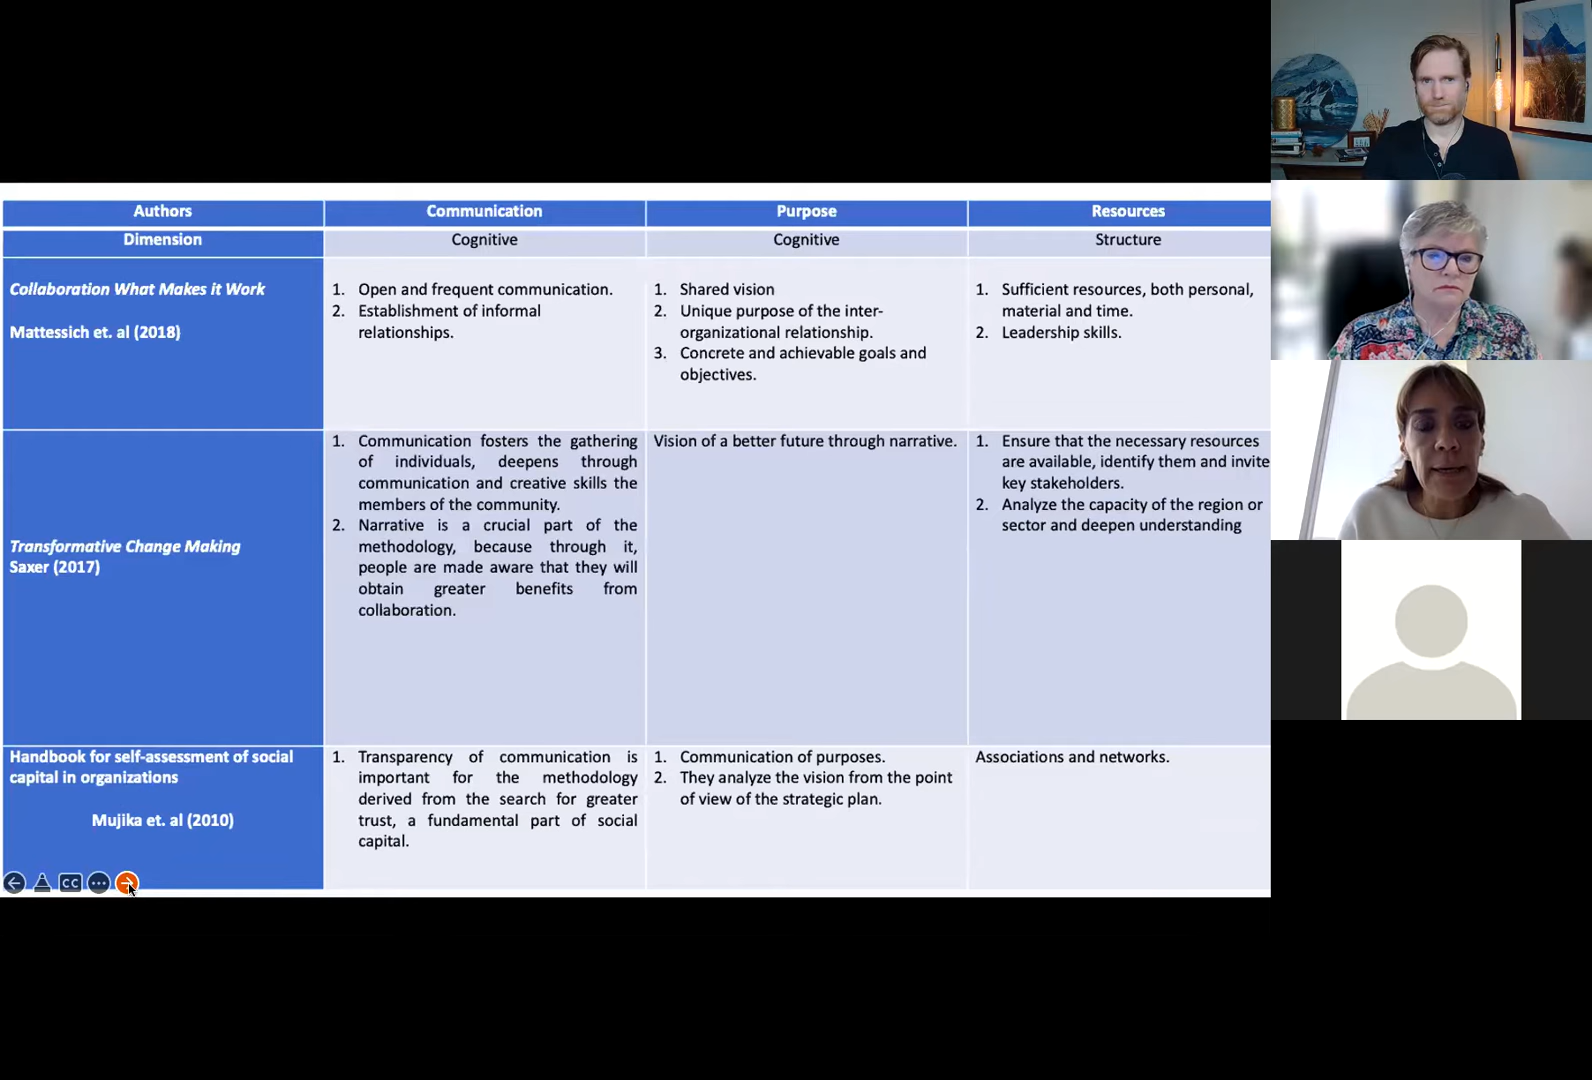 Authors
Communication
Purpose
Resources
Dimension
Cognitive
Cognitive
Structure
Collaboration What Makes it Work
Mattessich et. al (2018)
1. Open and frequent communication.
2. Establishment of informal
relationships.
1. Shared vision
2. Unique purpose of the inter-
organizational relationship.
3. Concrete and achievable goals and
objectives.
1. Sufficient resources, both personal,
material and time.
2. Leadership skills.
Transformative Change Making
Saxer (2017)
1. Communication fosters the gathering
of individuals, deepens through
communication and creative skills the
members of the community.
2. Narrative is a crucial part of the
methodology, because through it,
people are made aware that they will
obtain greater benefits from
collaboration.
Vision of a better future through narrative.
1. Ensure that the necessary resources
are available, identify them and invite
key stakeholders.
2. Analyze the capacity of the region or
sector and deepen understanding
Handbook for self-assessment of social
capital in organizations
Mujika et. al (2010)
1. Transparency of communication is
important for the methodology
derived from the search for greater
trust, a fundamental part of social
capital.
1. Communication of purposes.
2. They analyze the vision from the point
of view of the strategic plan.
Associations and networks.
CC